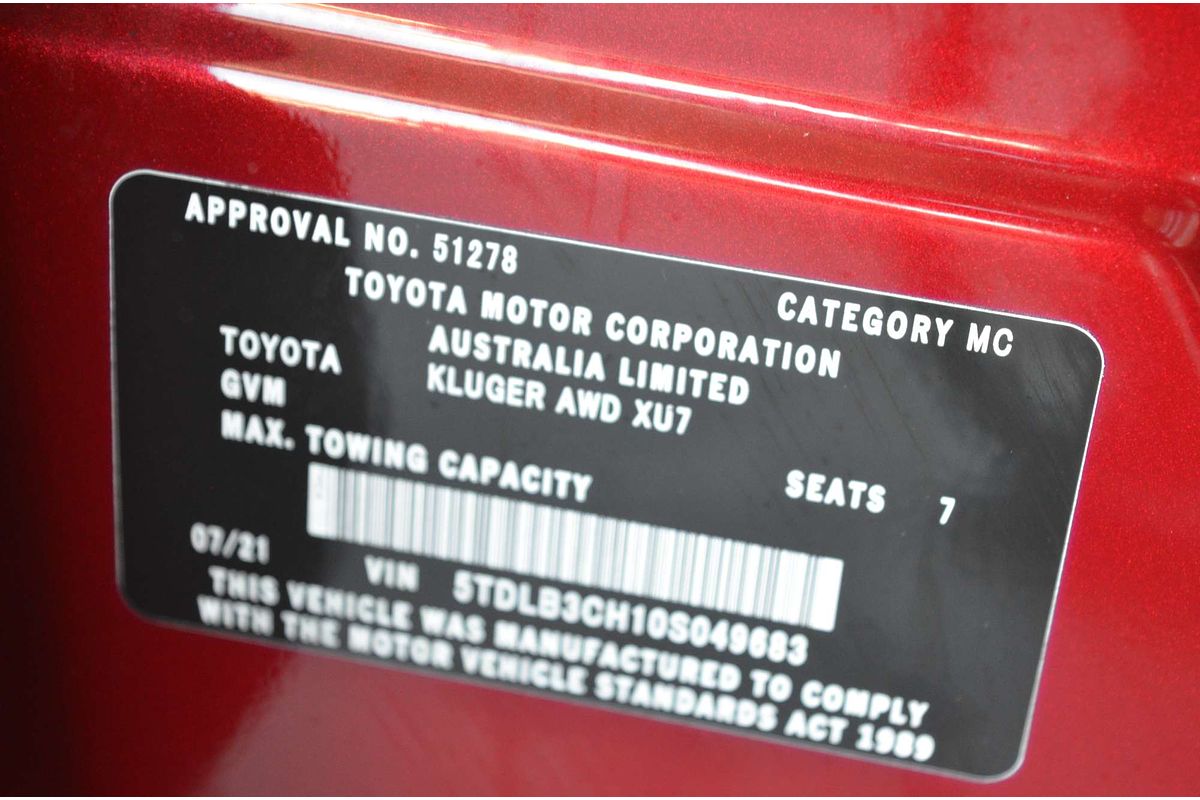 APPROVAL NO. 51278 CATEGORY MC
TOYOTA MOTOR CORPORATION
AUSTRALIA LIMITED
TOYOTA KLUGER AWD XU7
GVM
MAX. TOWING CAPACITY SEATS 7
07/21 VIN 5TDLB3CH10S049683
THIS VEHICLE WAS MANUFACTURED TO COMPLY
WITH THE MOTOR VEHICLE STANDARDS ACT 1989